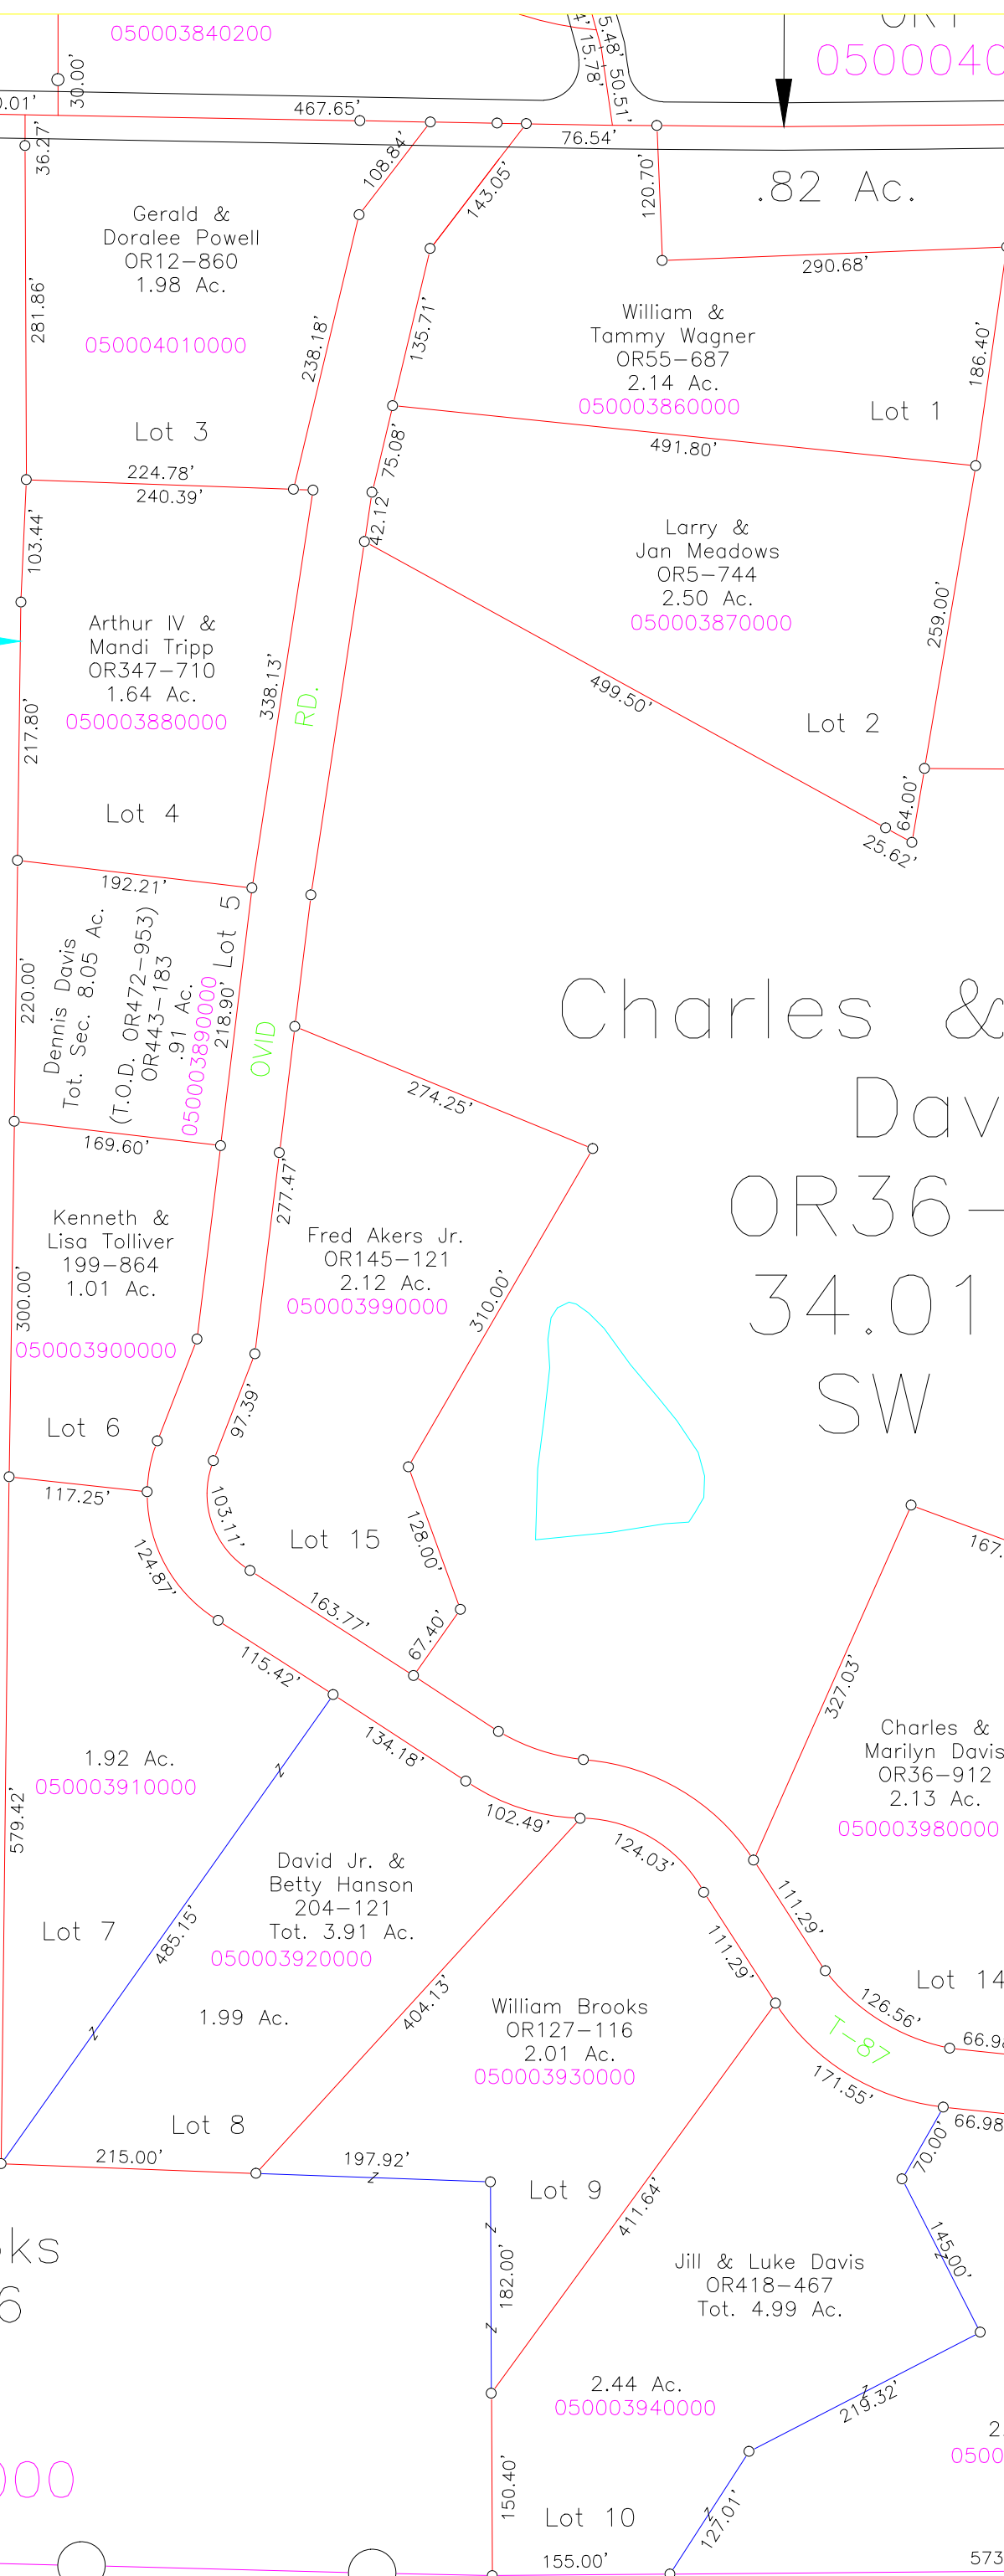 050003840200
30.00'
15.78'
50.51'
467.65'
76.54'
36.27'
108.84'
143.05'
120.70'
.82 Ac.
290.68'
Gerald &
Doralee Powell
OR12-860
1.98 Ac.
050004010000
281.86'
238.18'
135.71'
William &
Tammy Wagner
OR55-687
2.14 Ac.
050003860000
186.40'
Lot 1
Lot 3
75.08'
491.80'
224.78'
240.39'
42.12
103.44'
Larry &
Jan Meadows
OR5-744
2.50 Ac.
050003870000
259.00'
Arthur IV &
Mandi Tripp
OR347-710
1.64 Ac.
050003880000
217.80'
338.13'
RD.
499.50'
Lot 2
64.00'
25.62'
Lot 4
192.21'
Dennis Davis
Tot. Sec. 8.05 Ac.
(T.O.D. OR472-953)
OR443-183
.91 Ac.
050003890000
218.90'
Lot 5
220.00'
OVID
Charles &
Dav
OR36-
34.01
SW
274.25'
169.60'
277.47'
Kenneth &
Lisa Tolliver
199-864
1.01 Ac.
050003900000
300.00'
Fred Akers Jr.
OR145-121
2.12 Ac.
050003990000
310.00'
97.39'
Lot 6
117.25'
103.11'
Lot 15
128.00'
124.87'
163.77'
67.40'
167.
115.42'
327.03'
134.18'
Charles &
Marilyn Davis
OR36-912
2.13 Ac.
050003980000
1.92 Ac.
050003910000
579.42'
102.49'
124.03'
111.29'
David Jr. &
Betty Hanson
204-121
Tot. 3.91 Ac.
050003920000
1.99 Ac.
Lot 7
485.15'
404.13'
111.29'
Lot 14
126.56'
William Brooks
OR127-116
2.01 Ac.
050003930000
T-87
66.98
171.55'
66.98
Lot 8
215.00'
197.92'
70.00'
Lot 9
411.64'
182.00'
145.00'
ks
6
Jill & Luke Davis
OR418-467
Tot. 4.99 Ac.
2.44 Ac.
050003940000
219.32'
2.
0500
000
150.40'
127.01'
Lot 10
155.00'
573